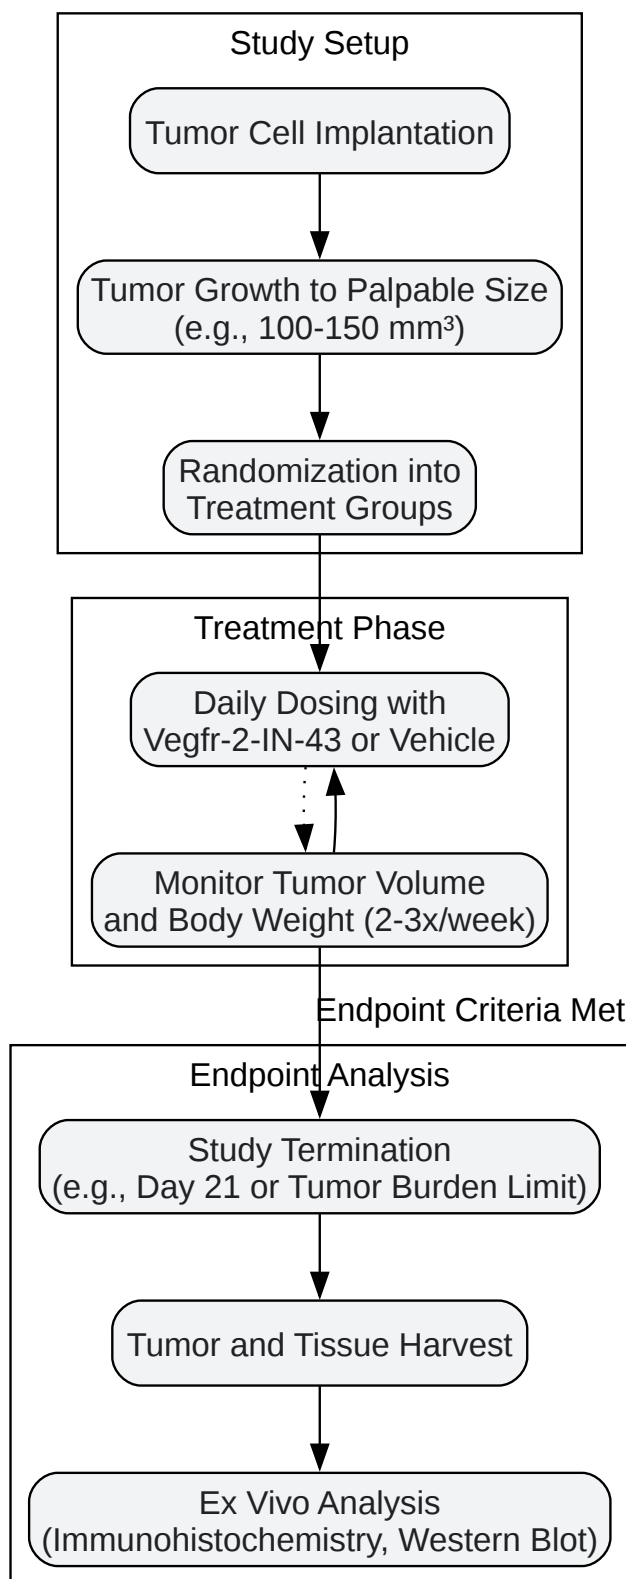 Study Setup
Tumor Cell Implantation
Tumor Growth to Palpable Size
(e.g., 100-150 mm³)
Randomization into
Treatment Groups
Treatment Phase
Daily Dosing with
Vegfr-2-IN-43 or Vehicle
Monitor Tumor Volume
and Body Weight (2-3x/week)
Endpoint Criteria Met
Endpoint Analysis
Study Termination
(e.g., Day 21 or Tumor Burden Limit)
Tumor and Tissue Harvest
Ex Vivo Analysis
(Immunohistochemistry, Western Blot)